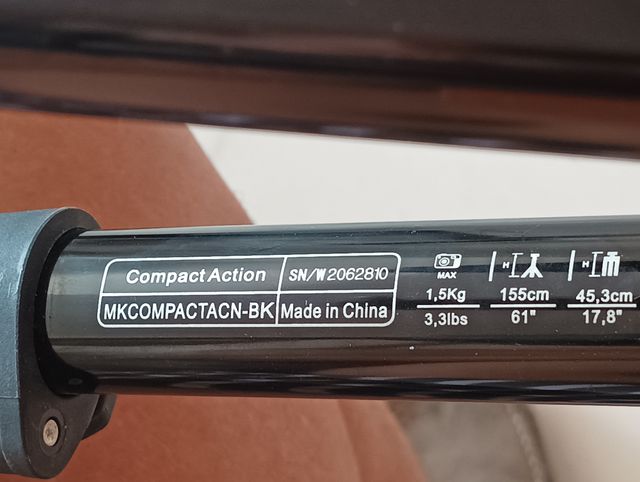 Compact Action SN/W2062810
MKCOMPACTACN-BK Made in China
MAX
1,5Kg
3,3lbs
H
155cm
61"
H
45,3cm
17,8"